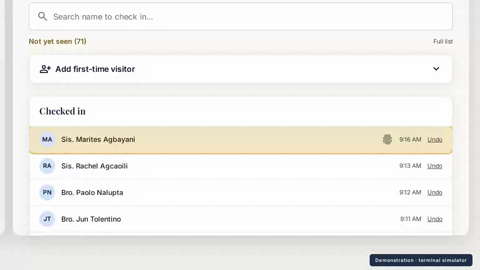 Search name to check in...
Not yet seen (71)
Full list
Add first-time visitor
Checked in
MA Sis. Marites Agbayani 9:16 AM Undo
RA Sis. Rachel Agcaoili 9:13 AM Undo
PN Bro. Paolo Nalupta 9:12 AM Undo
JT Bro. Jun Tolentino 9:11 AM Undo
Demonstration · terminal simulator